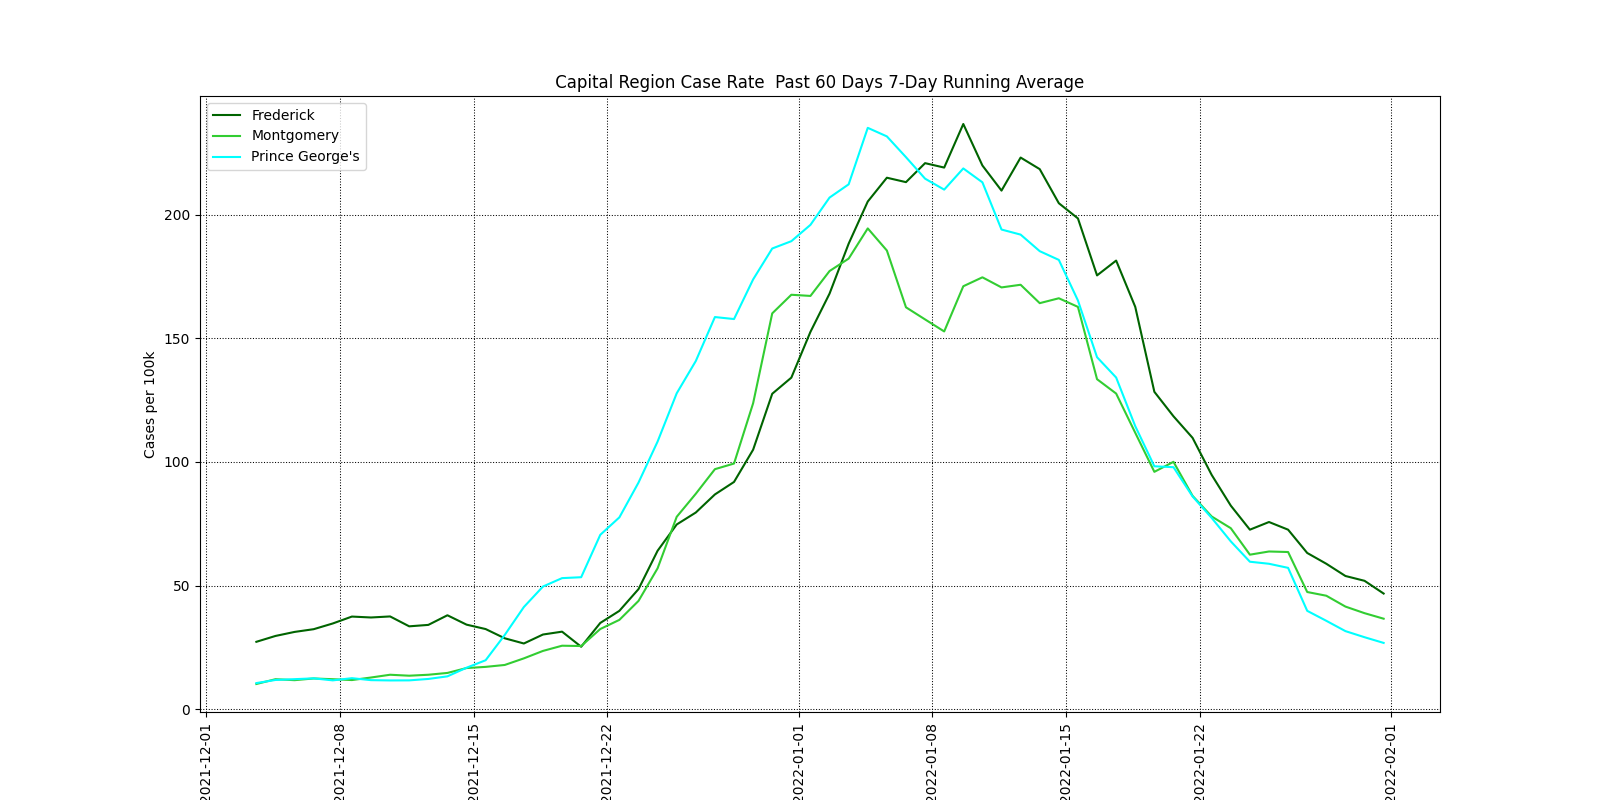 Capital Region Case Rate  Past 60 Days 7-Day Running Average
Frederick
Montgomery
Prince George's
Cases per 100k
200
150
100
50
0
2021-12-01
2021-12-08
2021-12-15
2021-12-22
2022-01-01
2022-01-08
2022-01-15
2022-01-22
2022-02-01